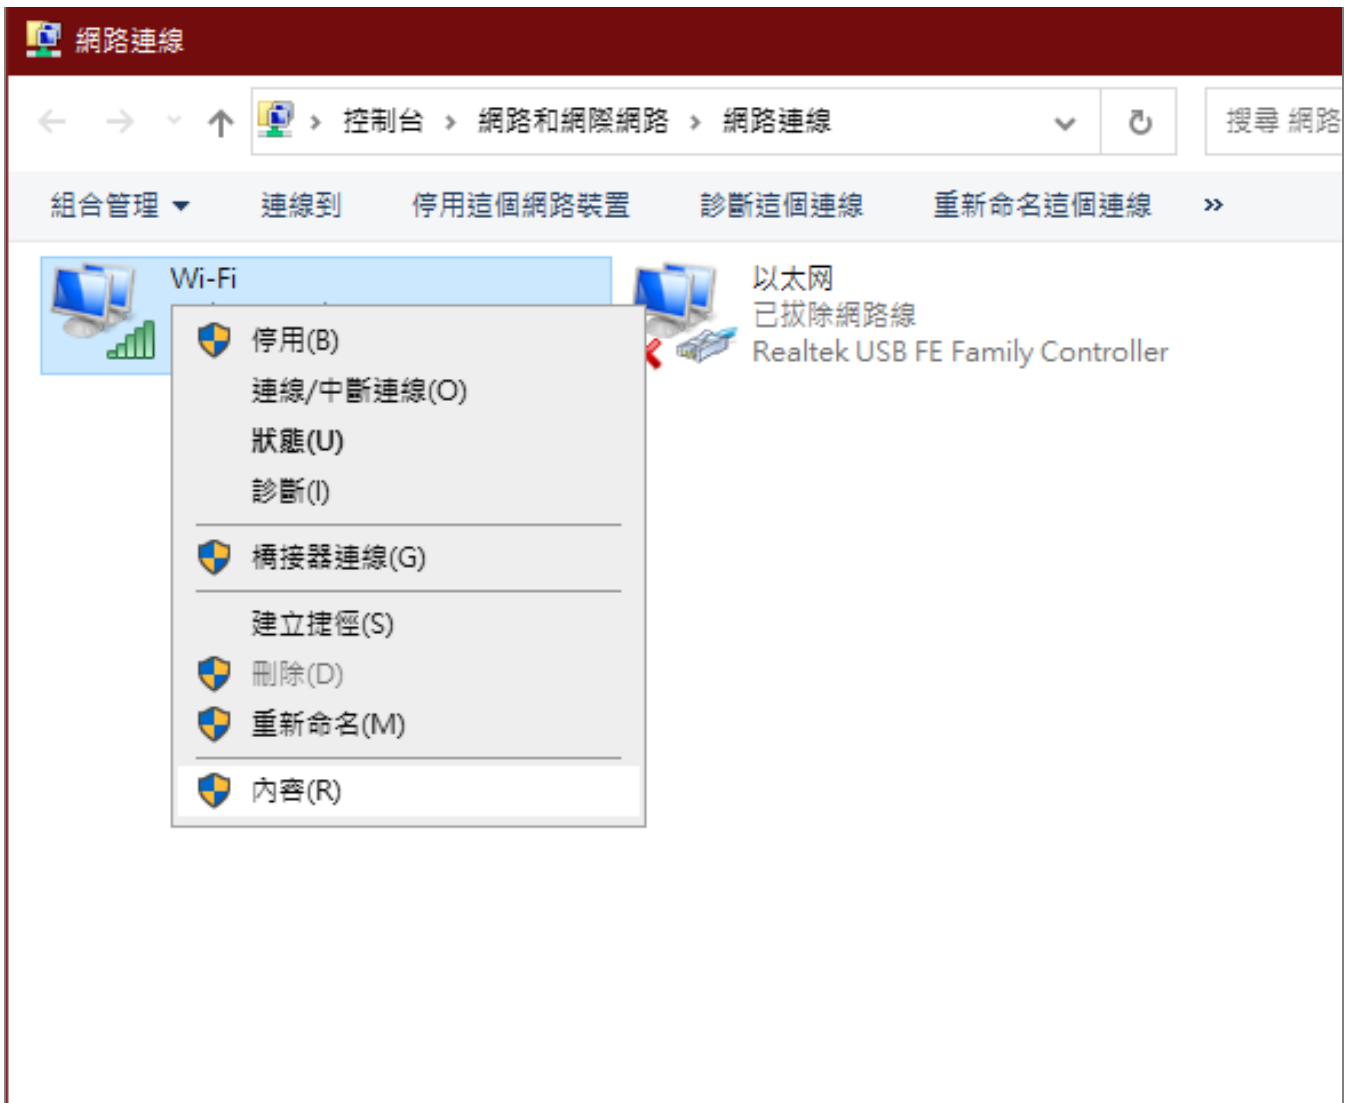 網路連線
控制台 › 網路和網際網路 › 網路連線
搜尋 網路
組合管理 連線到 停用這個網路裝置 診斷這個連線 重新命名這個連線 »
Wi-Fi
以太网
已拔除網路線
Realtek USB FE Family Controller
停用(B)
連線/中斷連線(O)
狀態(U)
診斷(I)
橋接器連線(G)
建立捷徑(S)
刪除(D)
重新命名(M)
內容(R)